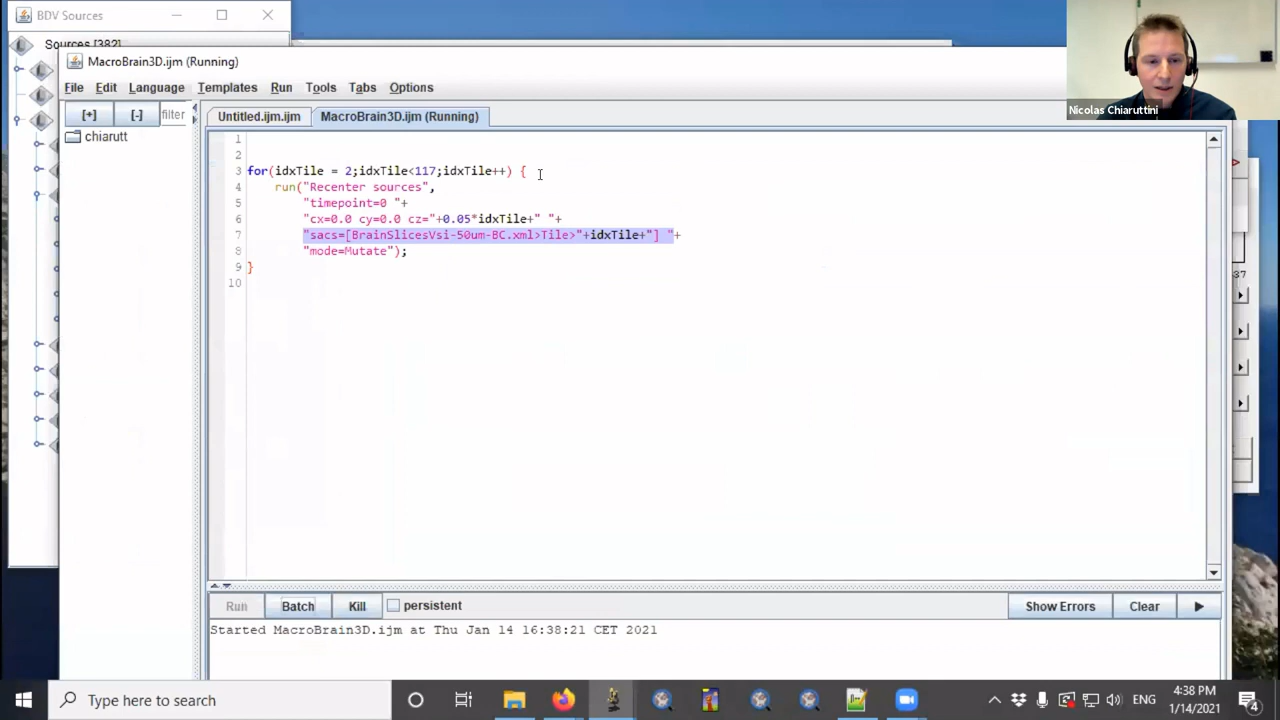 BDV Sources
Sources [382]
MacroBrain3D.ijm (Running)
File Edit Language Templates Run Tools Tabs Options
[+] [-] filter
chiarutt
Untitled.ijm.ijm MacroBrain3D.ijm (Running)
1
2
3 for(idxTile = 2;idxTile<117;idxTile++) {
4 run("Recenter sources",
5 "timepoint=0 "+
6 "cx=0.0 cy=0.0 cz="+0.05*idxTile+" "+
7 "sacs=[BrainSlicesVsi-50um-BC.xml>Tile>"+idxTile+"] "+
8 "mode=Mutate");
9 }
10
Nicolas Chiaruttini
37
Run Batch Kill persistent Show Errors Clear
Started MacroBrain3D.ijm at Thu Jan 14 16:38:21 CET 2021
Type here to search
ENG
4:38 PM
1/14/2021
4